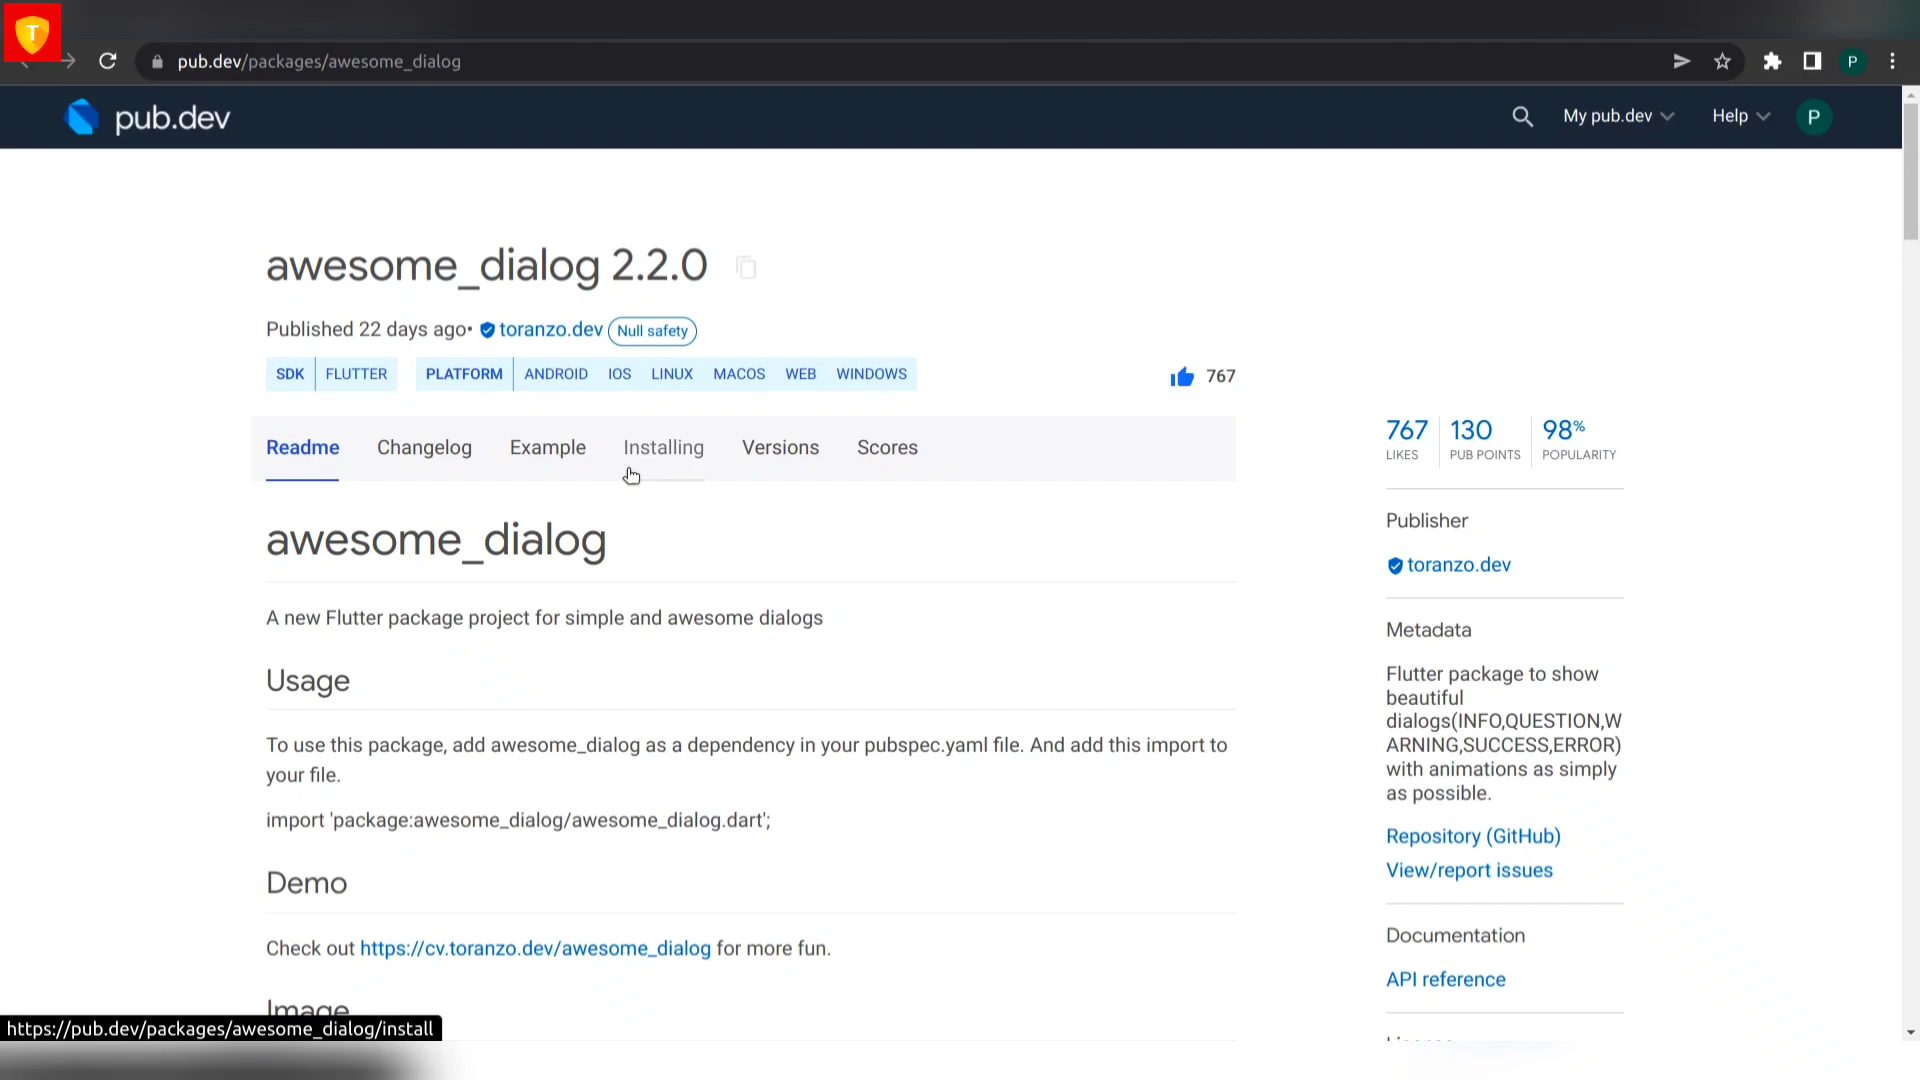 T
pub.dev/packages/awesome_dialog
P
pub.dev
My pub.dev
Help
P
awesome_dialog 2.2.0
Published 22 days ago• toranzo.dev Null safety
SDK FLUTTER PLATFORM ANDROID IOS LINUX MACOS WEB WINDOWS
767
Readme Changelog Example Installing Versions Scores
awesome_dialog
A new Flutter package project for simple and awesome dialogs
Usage
To use this package, add awesome_dialog as a dependency in your pubspec.yaml file. And add this import to
your file.
import 'package:awesome_dialog/awesome_dialog.dart';
Demo
Check out https://cv.toranzo.dev/awesome_dialog for more fun.
Image
767 130 98%
LIKES PUB POINTS POPULARITY
Publisher
toranzo.dev
Metadata
Flutter package to show
beautiful
dialogs(INFO,QUESTION,W
ARNING,SUCCESS,ERROR)
with animations as simply
as possible.
Repository (GitHub)
View/report issues
Documentation
API reference
https://pub.dev/packages/awesome_dialog/install